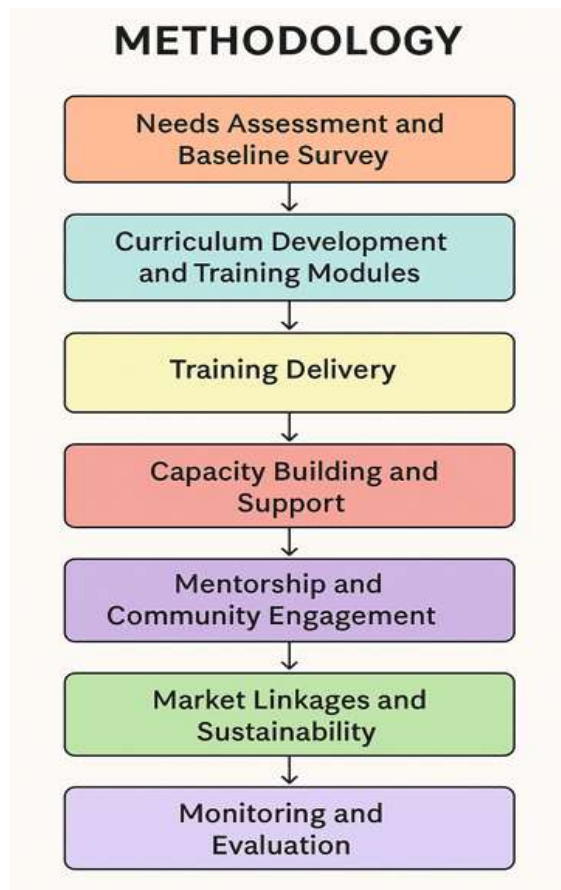 METHODOLOGY
Needs Assessment and
Baseline Survey
Curriculum Development
and Training Modules
Training Delivery
Capacity Building and
Support
Mentorship and
Community Engagement
Market Linkages and
Sustainability
Monitoring and
Evaluation